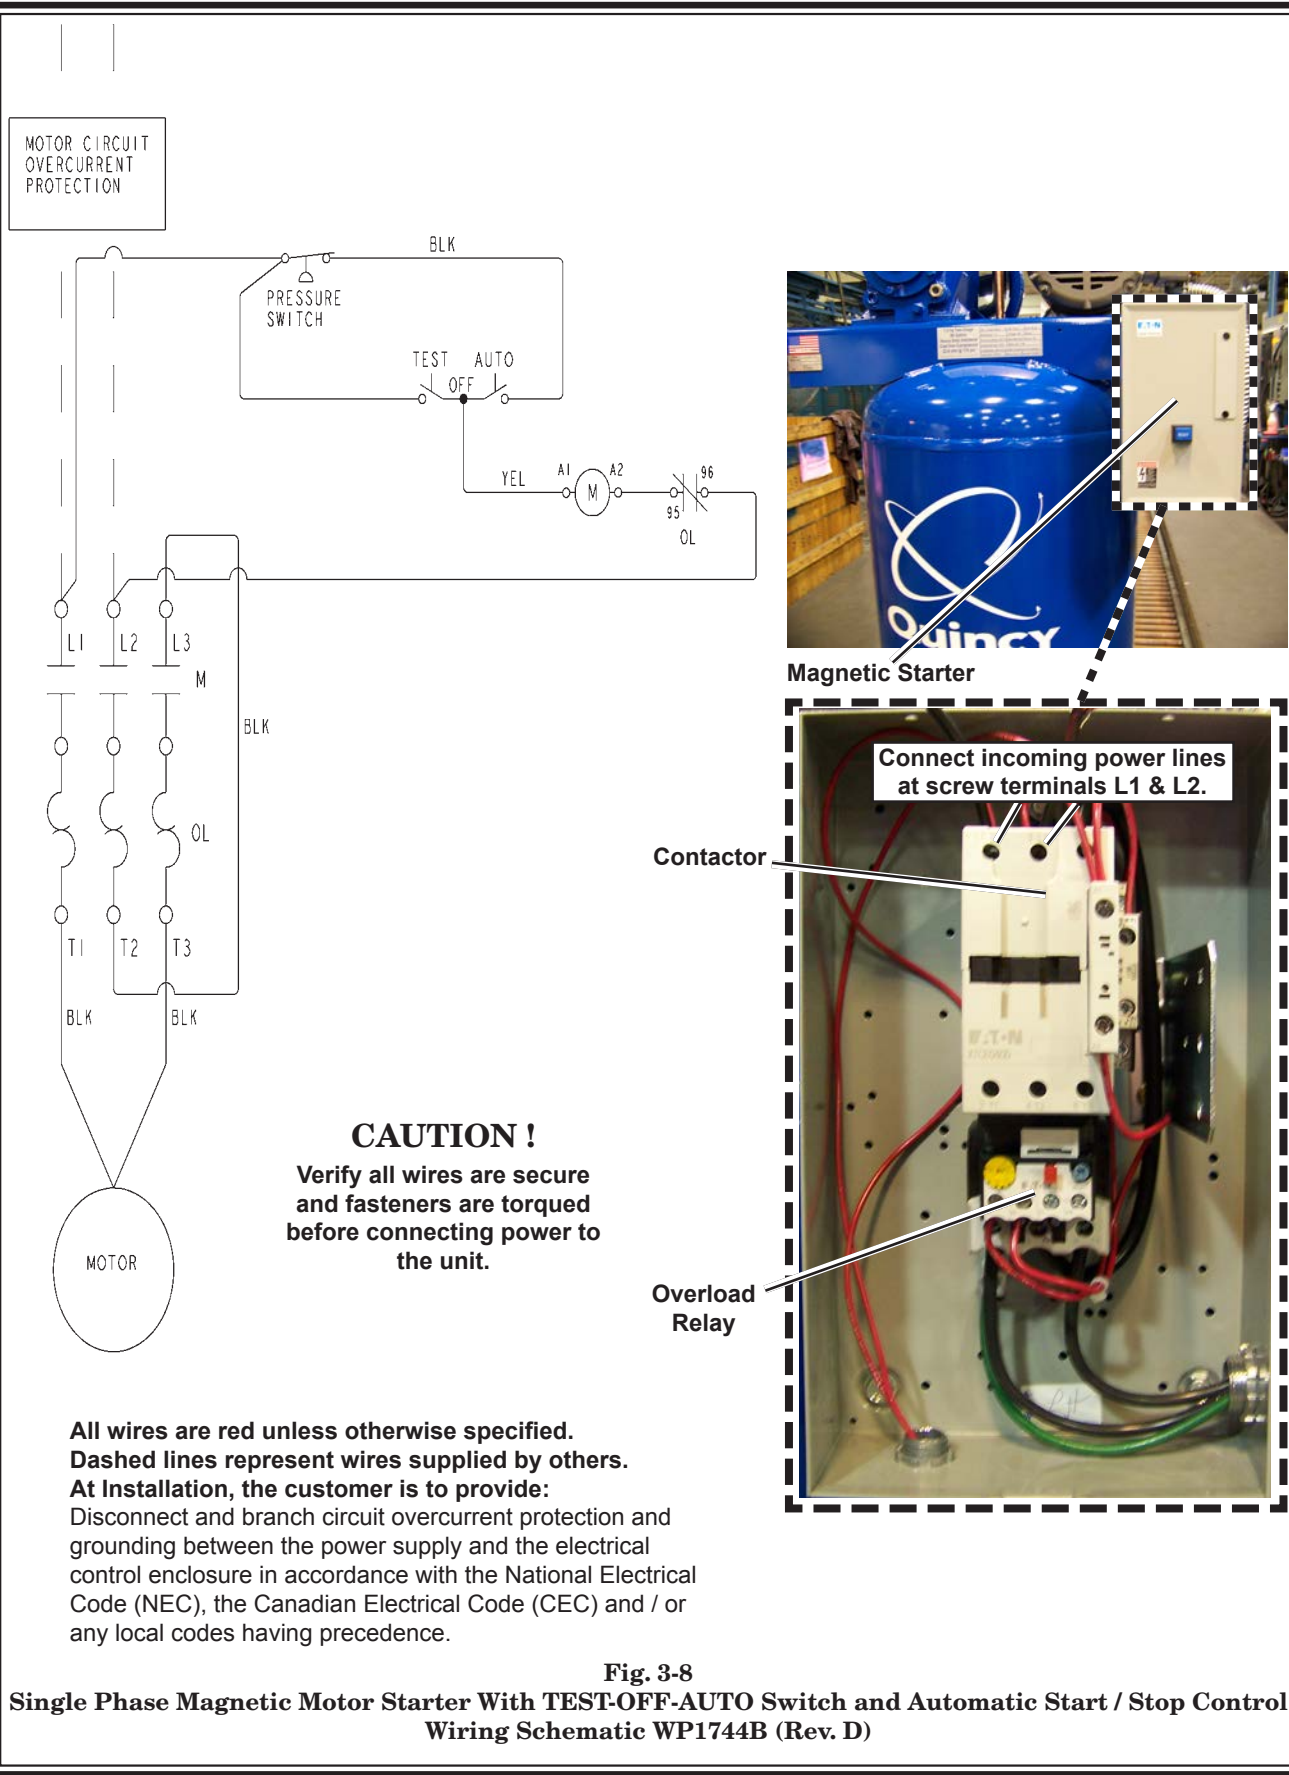 MOTOR CIRCUIT
OVERCURRENT
PROTECTION
BLK
PRESSURE
SWITCH
TEST
OFF
AUTO
YEL
A1
M
A2
95
96
OL
L1
L2
L3
M
BLK
OL
T1
T2
T3
BLK
BLK
MOTOR
CAUTION !
Verify all wires are secure
and fasteners are torqued
before connecting power to
the unit.
E·T·N
Quincy
Magnetic Starter
Connect incoming power lines
at screw terminals L1 & L2.
Contactor
E·T·N
Overload
Relay
All wires are red unless otherwise specified.
Dashed lines represent wires supplied by others.
At Installation, the customer is to provide:
Disconnect and branch circuit overcurrent protection and
grounding between the power supply and the electrical
control enclosure in accordance with the National Electrical
Code (NEC), the Canadian Electrical Code (CEC) and / or
any local codes having precedence.
Fig. 3-8
Single Phase Magnetic Motor Starter With TEST-OFF-AUTO Switch and Automatic Start / Stop Control
Wiring Schematic WP1744B (Rev. D)